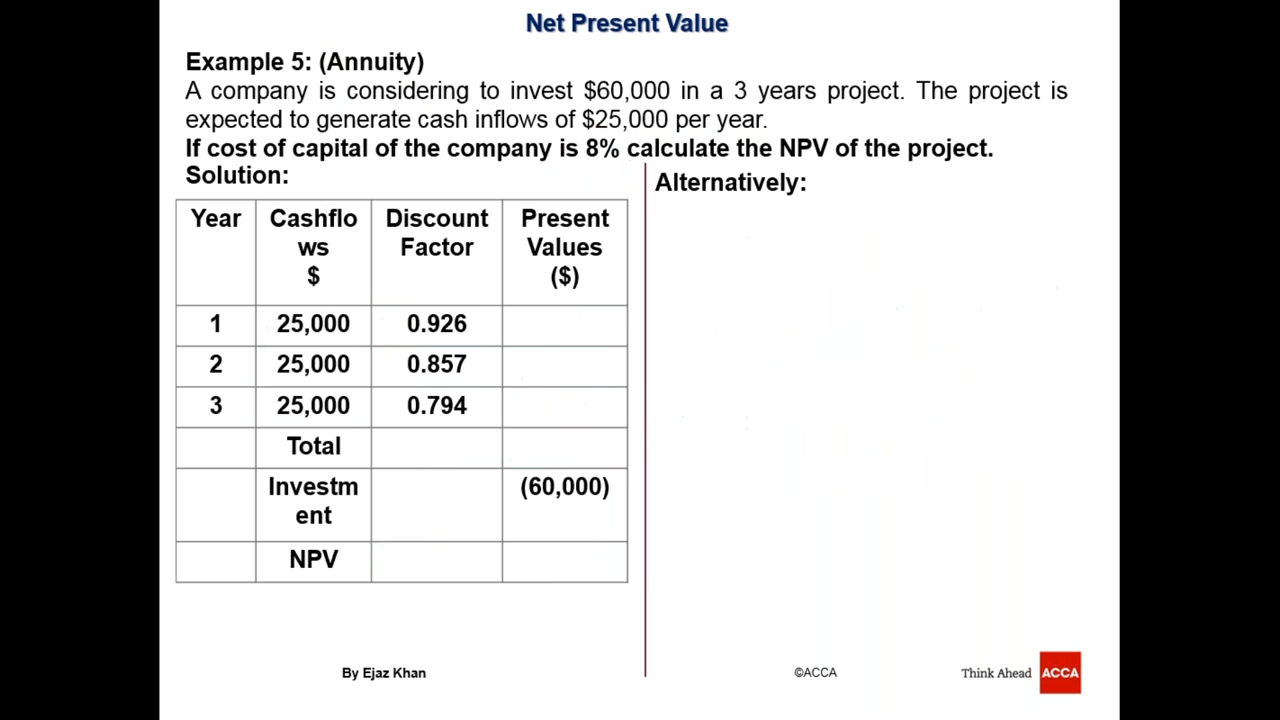 Net Present Value
Example 5: (Annuity)
A company is considering to invest $60,000 in a 3 years project. The project is
expected to generate cash inflows of $25,000 per year.
If cost of capital of the company is 8% calculate the NPV of the project.
Solution:
Year Cashflo Discount Present
ws Factor Values
$ ($)
1 25,000 0.926
2 25,000 0.857
3 25,000 0.794
Total
Investm (60,000)
ent
NPV
Alternatively:
By Ejaz Khan
©ACCA
Think Ahead ACCA